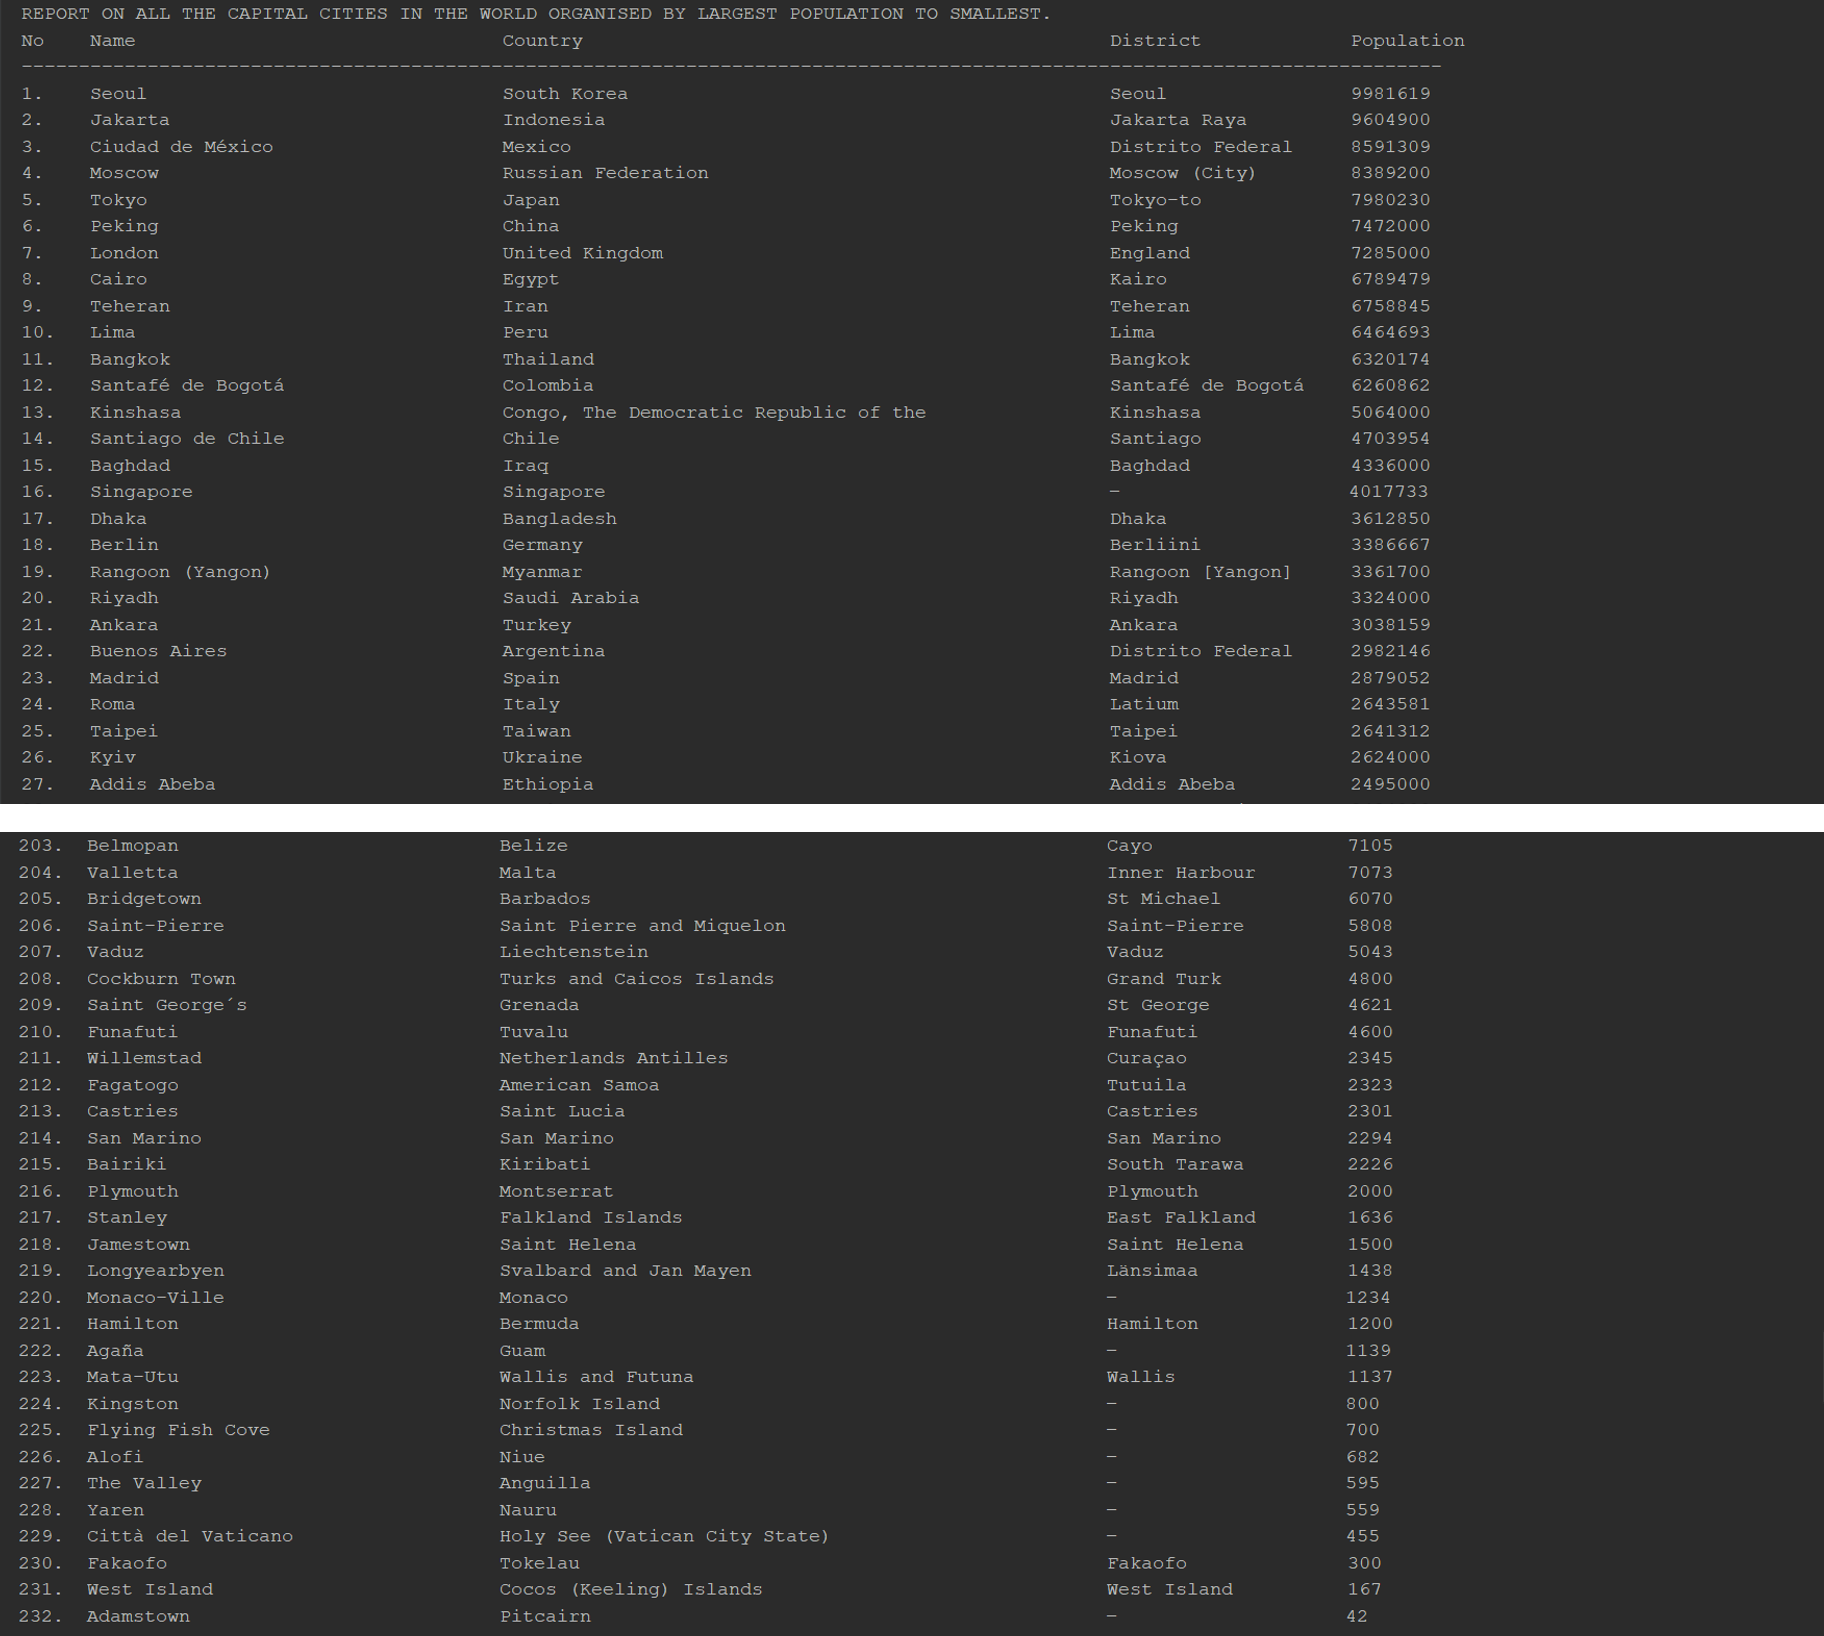 REPORT ON ALL THE CAPITAL CITIES IN THE WORLD ORGANISED BY LARGEST POPULATION TO SMALLEST.
No Name Country District Population
1. Seoul South Korea Seoul 9981619
2. Jakarta Indonesia Jakarta Raya 9604900
3. Ciudad de México Mexico Distrito Federal 8591309
4. Moscow Russian Federation Moscow (City) 8389200
5. Tokyo Japan Tokyo-to 7980230
6. Peking China Peking 7472000
7. London United Kingdom England 7285000
8. Cairo Egypt Kairo 6789479
9. Teheran Iran Teheran 6758845
10. Lima Peru Lima 6464693
11. Bangkok Thailand Bangkok 6320174
12. Santafé de Bogotá Colombia Santafé de Bogotá 6260862
13. Kinshasa Congo, The Democratic Republic of the Kinshasa 5064000
14. Santiago de Chile Chile Santiago 4703954
15. Baghdad Iraq Baghdad 4336000
16. Singapore Singapore – 4017733
17. Dhaka Bangladesh Dhaka 3612850
18. Berlin Germany Berliini 3386667
19. Rangoon (Yangon) Myanmar Rangoon [Yangon] 3361700
20. Riyadh Saudi Arabia Riyadh 3324000
21. Ankara Turkey Ankara 3038159
22. Buenos Aires Argentina Distrito Federal 2982146
23. Madrid Spain Madrid 2879052
24. Roma Italy Latium 2643581
25. Taipei Taiwan Taipei 2641312
26. Kyiv Ukraine Kiova 2624000
27. Addis Abeba Ethiopia Addis Abeba 2495000
203. Belmopan Belize Cayo 7105
204. Valletta Malta Inner Harbour 7073
205. Bridgetown Barbados St Michael 6070
206. Saint-Pierre Saint Pierre and Miquelon Saint-Pierre 5808
207. Vaduz Liechtenstein Vaduz 5043
208. Cockburn Town Turks and Caicos Islands Grand Turk 4800
209. Saint George´s Grenada St George 4621
210. Funafuti Tuvalu Funafuti 4600
211. Willemstad Netherlands Antilles Curaçao 2345
212. Fagatogo American Samoa Tutuila 2323
213. Castries Saint Lucia Castries 2301
214. San Marino San Marino San Marino 2294
215. Bairiki Kiribati South Tarawa 2226
216. Plymouth Montserrat Plymouth 2000
217. Stanley Falkland Islands East Falkland 1636
218. Jamestown Saint Helena Saint Helena 1500
219. Longyearbyen Svalbard and Jan Mayen Länsimaa 1438
220. Monaco-Ville Monaco – 1234
221. Hamilton Bermuda Hamilton 1200
222. Agaña Guam – 1139
223. Mata-Utu Wallis and Futuna Wallis 1137
224. Kingston Norfolk Island – 800
225. Flying Fish Cove Christmas Island – 700
226. Alofi Niue – 682
227. The Valley Anguilla – 595
228. Yaren Nauru – 559
229. Città del Vaticano Holy See (Vatican City State) – 455
230. Fakaofo Tokelau Fakaofo 300
231. West Island Cocos (Keeling) Islands West Island 167
232. Adamstown Pitcairn – 42